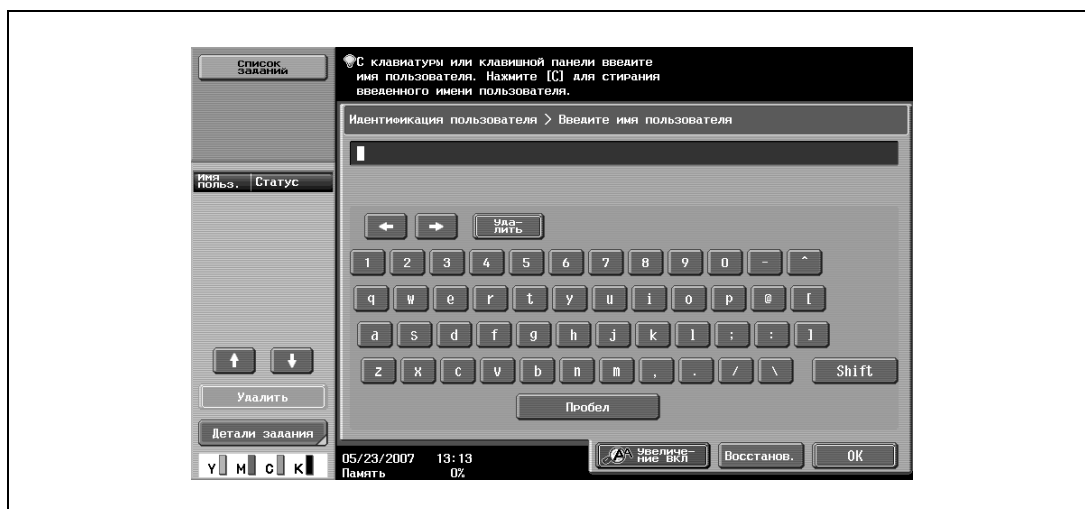 Список
заданий
С клавиатуры или клавишной панели введите
имя пользователя. Нажмите [C] для стирания
введенного имени пользователя.
Идентификация пользователя > Введите имя пользователя
Имя
польз.
Статус
← → Уда-
лить
1 2 3 4 5 6 7 8 9 0 - ^
q w e r t y u i o p @ [
a s d f g h j k l ; : ]
z x c v b n m , . / \ Shift
Пробел
↑ ↓
Удалить
Детали задания
Y M C K
05/23/2007 13:13
Память 0%
Увеличе-
ние ВКЛ
Восстанов.
OK